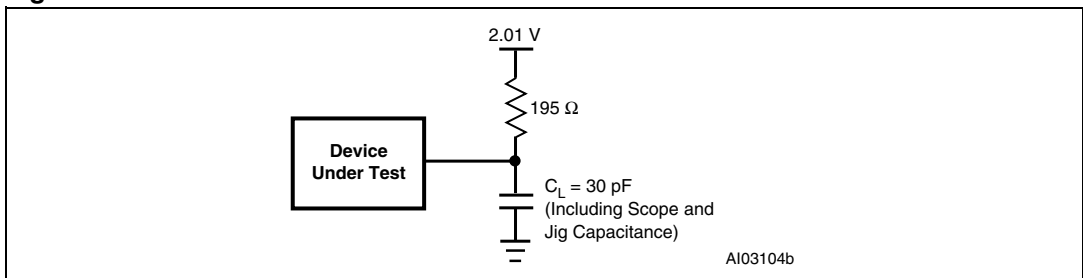 2.01 V
195 Ω
Device
Under Test
C_L = 30 pF
(Including Scope and
Jig Capacitance)
AI03104b